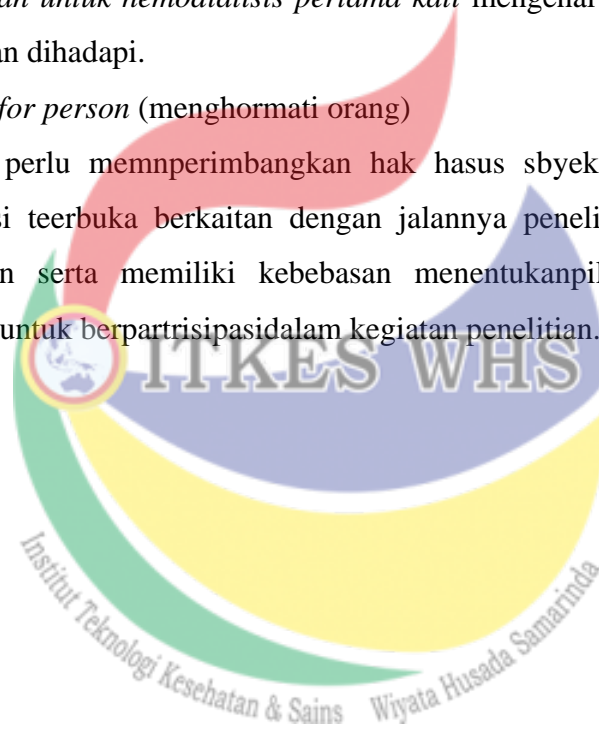 untuk hemodialisis pertama kali
an dihadapi.
for person (menghormati orang)
perlu memnperimbangkan hak hasus sbyek
si teerbuka berkaitan dengan jalannya peneli
n serta memiliki kebebasan menentukanpil
untuk berpartrisipasidalam kegiatan penelitian.
ITKES WHS
Institut Teknologi Kesehatan & Sains Wiyata Husada Samarinda